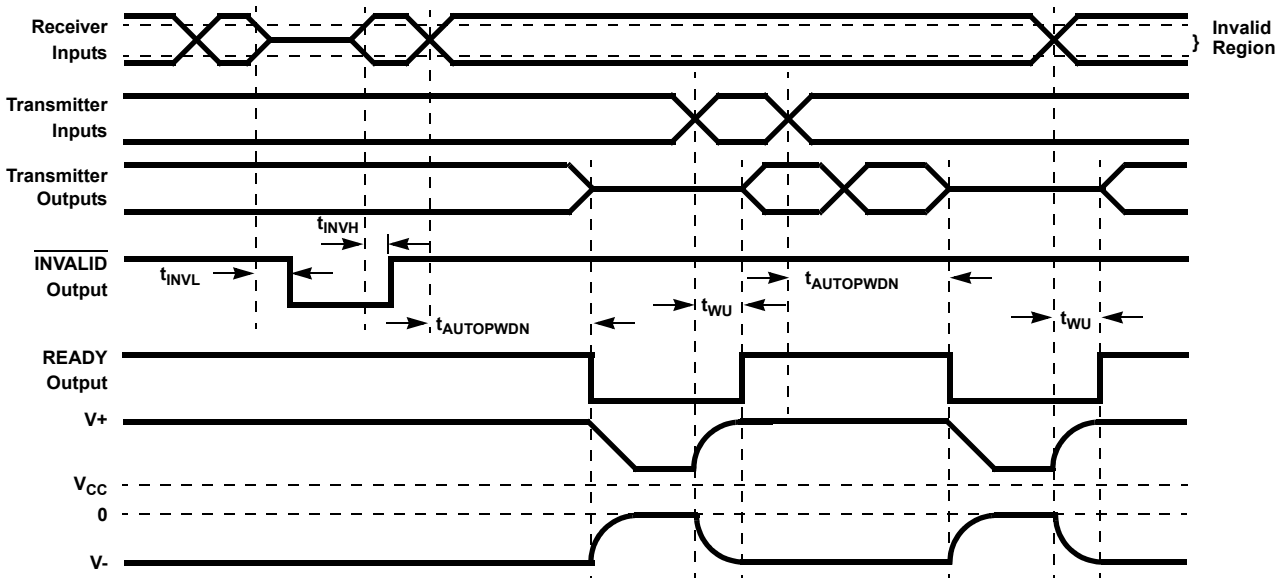 Receiver
Inputs
} Invalid
Region
Transmitter
Inputs
Transmitter
Outputs
tINVH
INVALID
Output
tINVL
tAUTOPWDN
tWU
tAUTOPWDN
tWU
READY
Output
V+
VCC
0
V-